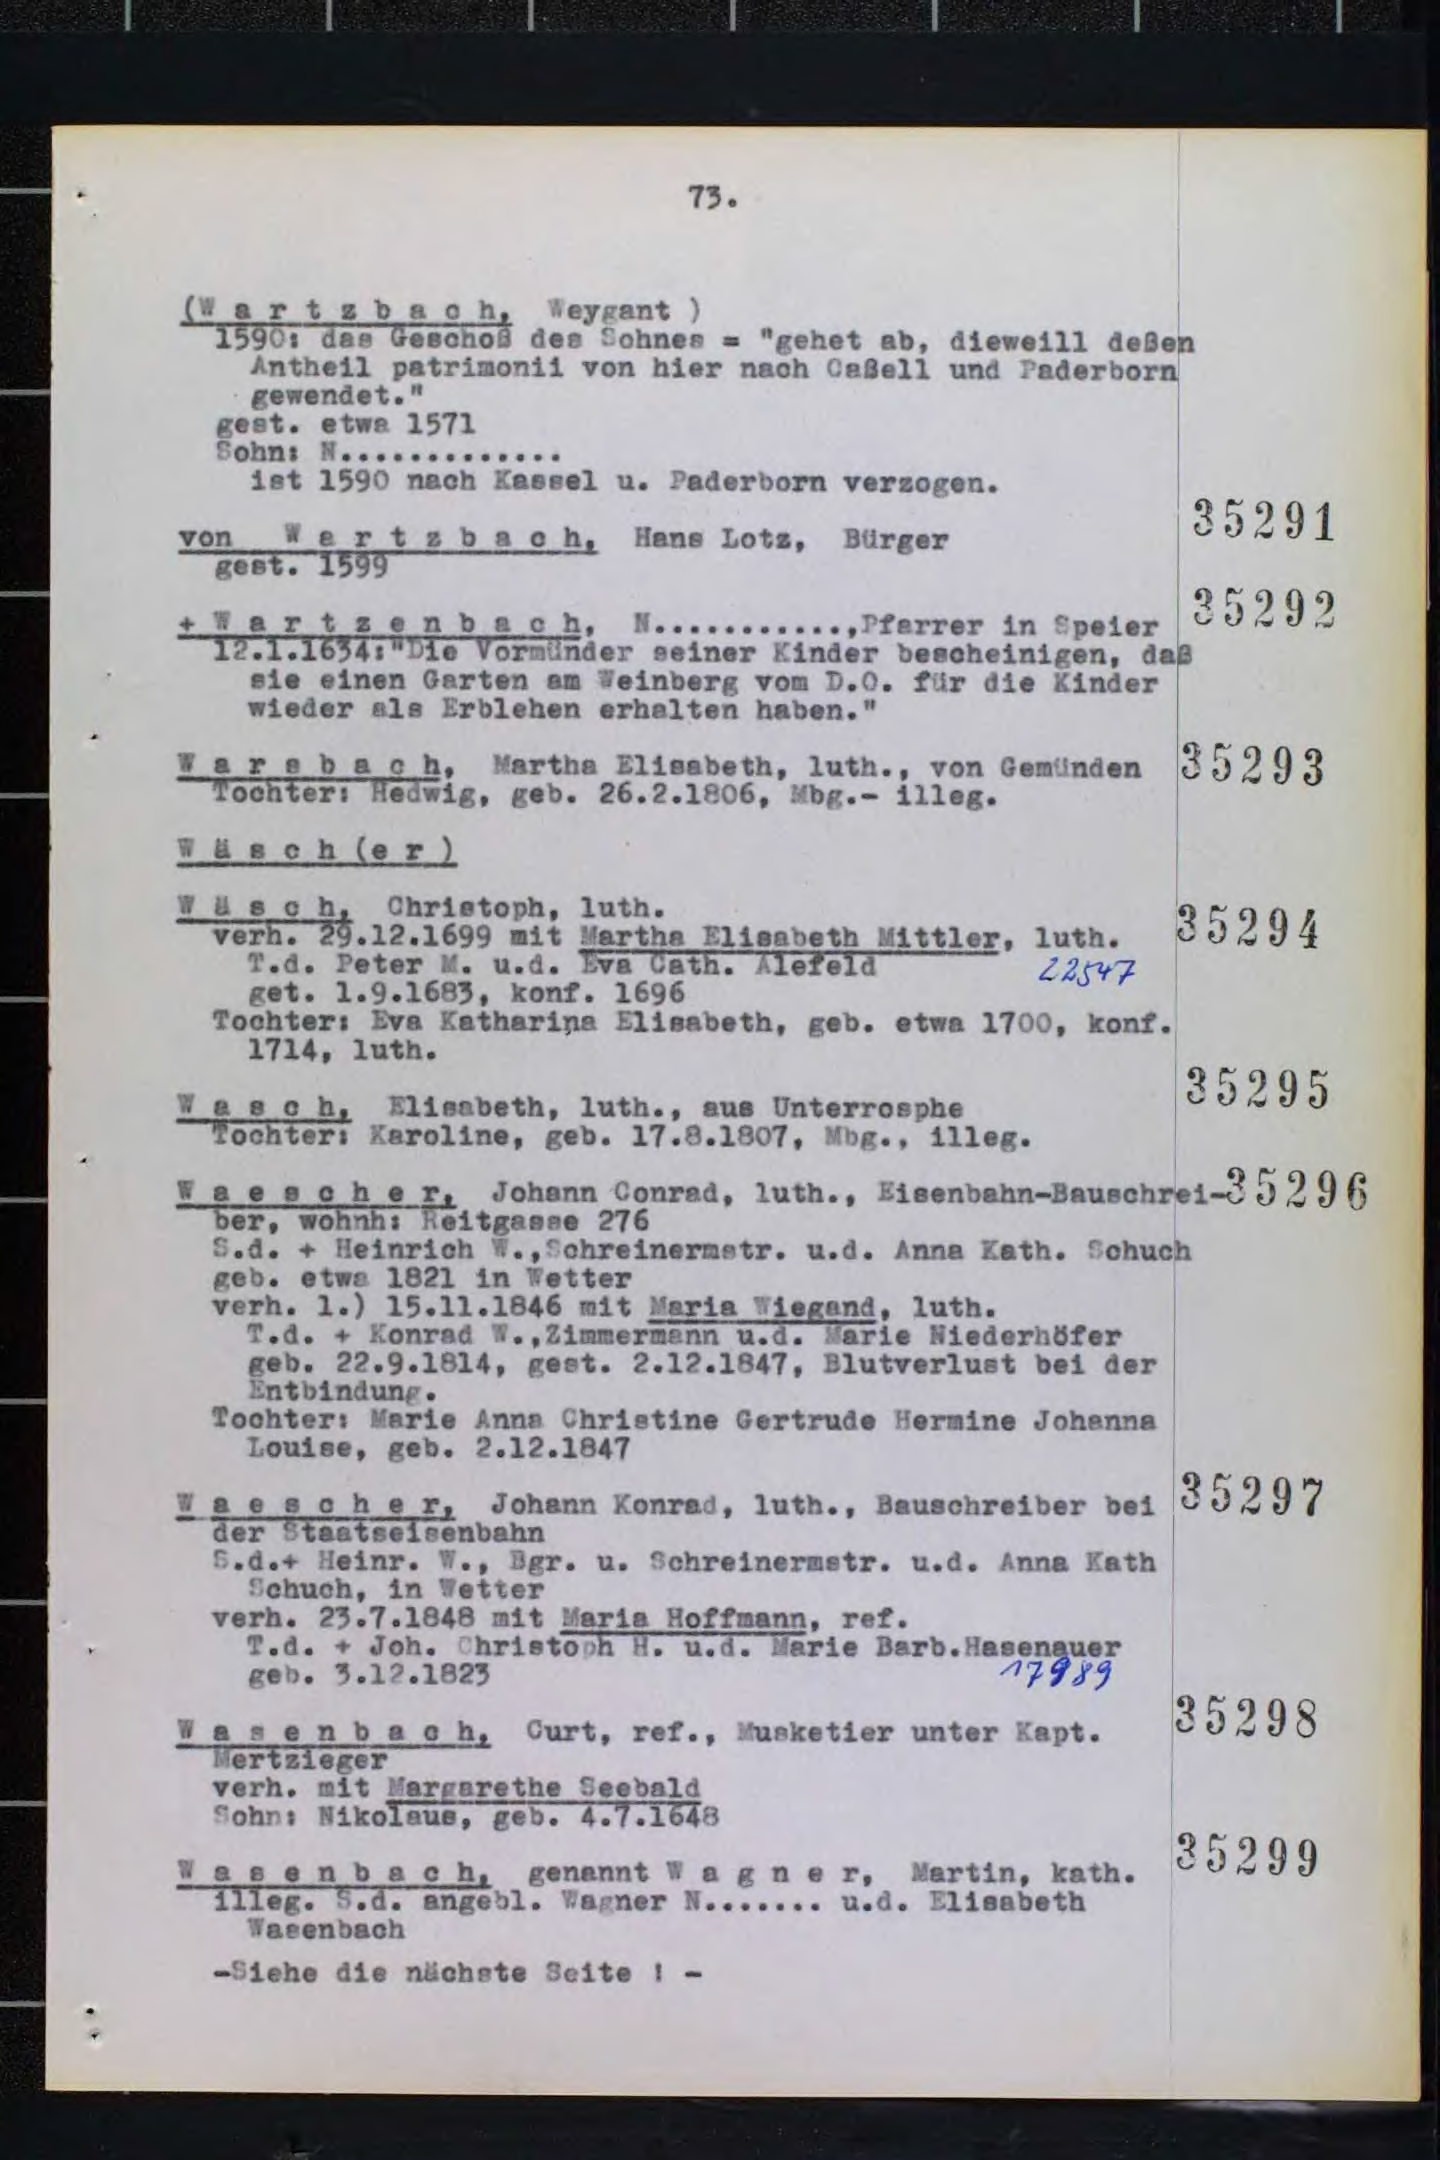 73.
(W a r t z b a c h, Weygant )
1590: das Geschoß des Sohnes = "gehet ab, dieweill deßen
Antheil patrimonii von hier nach Caßell und Paderborn
gewendet."
gest. etwa 1571
Sohn: N.............
ist 1590 nach Kassel u. Paderborn verzogen.
35291
von W a r t z b a c h, Hans Lotz, Bürger
gest. 1599
35292
+ W a r t z e n b a c h, N............,Pfarrer in Speier
12.1.1634:"Die Vormünder seiner Kinder bescheinigen, daß
sie einen Garten am Weinberg vom D.O. für die Kinder
wieder als Erblehen erhalten haben."
W a r s b a c h, Martha Elisabeth, luth., von Gemünden 35293
Tochter: Hedwig, geb. 26.2.1806, Mbg.- illeg.
W ä s c h (e r )
W ä s c h, Christoph, luth. 35294
verh. 29.12.1699 mit Martha Elisabeth Mittler, luth.
T.d. Peter M. u.d. Eva Cath. Alefeld 22547
get. 1.9.1683, konf. 1696
Tochter: Eva Katharina Elisabeth, geb. etwa 1700, konf.
1714, luth.
35295
W a s c h, Elisabeth, luth., aus Unterrosphe
Tochter: Karoline, geb. 17.8.1807, Mbg., illeg.
W a e s c h e r, Johann Conrad, luth., Eisenbahn-Bauschrei- 35296
ber, wohnh: Reitgasse 276
S.d. + Heinrich W.,Schreinermstr. u.d. Anna Kath. Schuch
geb. etwa 1821 in Wetter
verh. 1.) 15.11.1846 mit Maria Wiegand, luth.
T.d. + Konrad W.,Zimmermann u.d. Marie Niederhöfer
geb. 22.9.1814, gest. 2.12.1847, Blutverlust bei der
Entbindung.
Tochter: Marie Anna Christine Gertrude Hermine Johanna
Louise, geb. 2.12.1847
W a e s c h e r, Johann Konrad, luth., Bauschreiber bei 35297
der Staatseisenbahn
S.d.+ Heinr. W., Bgr. u. Schreinermstr. u.d. Anna Kath
Schuch, in Wetter
verh. 23.7.1848 mit Maria Hoffmann, ref.
T.d. + Joh. Christoph H. u.d. Marie Barb.Hasenauer
geb. 3.12.1823 17989
W a s e n b a c h, Curt, ref., Musketier unter Kapt. 35298
Mertzieger
verh. mit Margarethe Seebald
Sohn: Nikolaus, geb. 4.7.1648
W a s e n b a c h, genannt W a g n e r, Martin, kath. 35299
illeg. S.d. angebl. Wagner N....... u.d. Elisabeth
Wasenbach
-Siehe die nächste Seite ! -